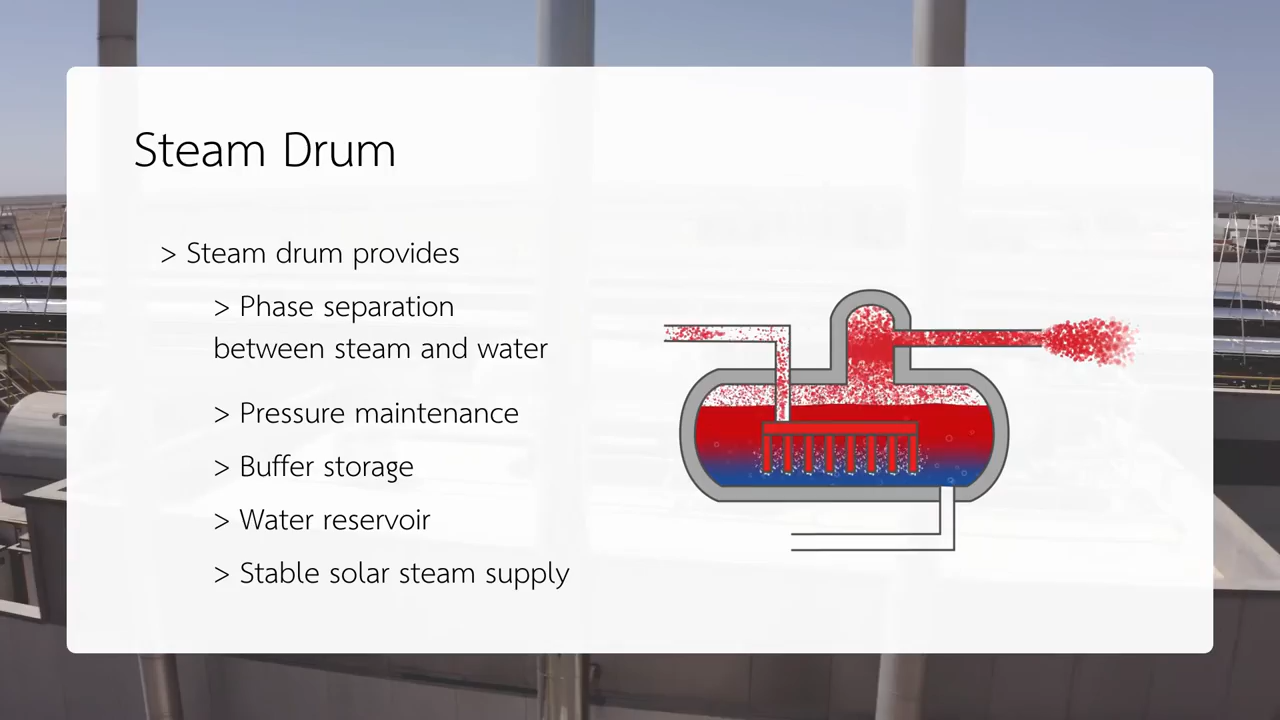 Steam Drum
> Steam drum provides
> Phase separation
between steam and water
> Pressure maintenance
> Buffer storage
> Water reservoir
> Stable solar steam supply